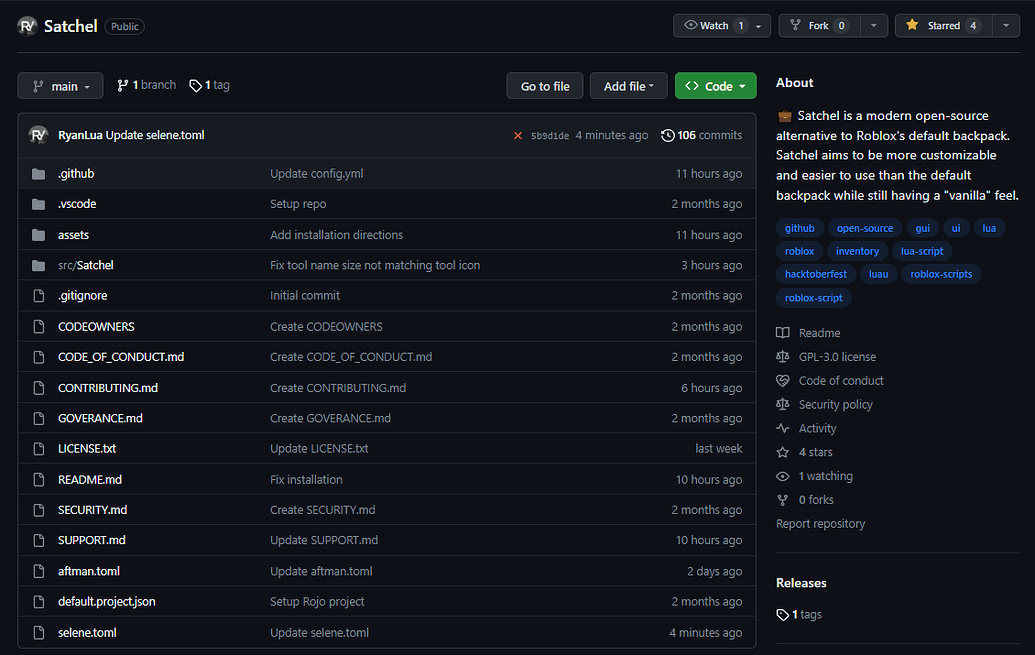 RV Satchel Public
Watch 1 Fork 0 Starred 4
main 1 branch 1 tag Go to file Add file Code
RV RyanLua Update selene.toml 5b9d1de 4 minutes ago 106 commits
.github Update config.yml 11 hours ago
.vscode Setup repo 2 months ago
assets Add installation directions 11 hours ago
src/Satchel Fix tool name size not matching tool icon 3 hours ago
.gitignore Initial commit 2 months ago
CODEOWNERS Create CODEOWNERS 2 months ago
CODE_OF_CONDUCT.md Create CODE_OF_CONDUCT.md 2 months ago
CONTRIBUTING.md Create CONTRIBUTING.md 6 hours ago
GOVERANCE.md Create GOVERANCE.md 2 months ago
LICENSE.txt Update LICENSE.txt last week
README.md Fix installation 10 hours ago
SECURITY.md Create SECURITY.md 2 months ago
SUPPORT.md Update SUPPORT.md 10 hours ago
aftman.toml Update aftman.toml 2 days ago
default.project.json Setup Rojo project 2 months ago
selene.toml Update selene.toml 4 minutes ago
About
💼 Satchel is a modern open-source
alternative to Roblox's default backpack.
Satchel aims to be more customizable
and easier to use than the default
backpack while still having a "vanilla" feel.
github open-source gui ui lua
roblox inventory lua-script
hacktoberfest luau roblox-scripts
roblox-script
Readme
GPL-3.0 license
Code of conduct
Security policy
Activity
4 stars
1 watching
0 forks
Report repository
Releases
1 tags